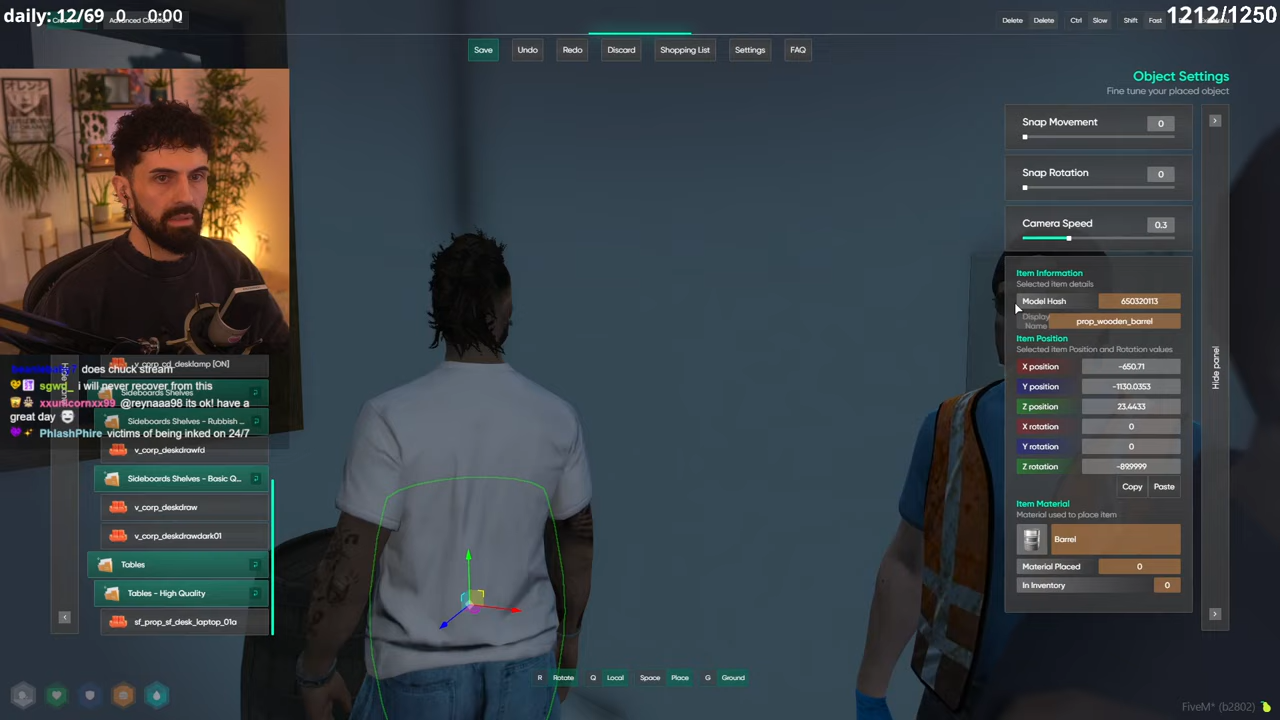 daily: 12/69 0 0:00
Advanced Creation
Delete Delete Ctrl Slow Shift Fast
1212/1250
Save Undo Redo Discard Shopping List Settings FAQ
Object Settings
Fine tune your placed object
Snap Movement 0
Snap Rotation 0
Camera Speed 0.3
Item Information
Selected item details
Model Hash 650320113
Display Name prop_wooden_barrel
Item Position
Selected Item Position and Rotation values
X position -650.71
Y position -1130.0353
Z position 23.4433
X rotation 0
Y rotation 0
Z rotation -89.9999
Copy Paste
Item Material
Material used to place item
Barrel
Material Placed 0
In Inventory 0
Hide panel
v_corp_cd_desklamp [ON]
does chuck stream
sgwd_ i will never recover from this
Sideboards Shelves
xxunicornxx99 @reynaaa98 its ok! have a
great day
Sideboards Shelves - Rubbish ...
PhlashPhire victims of being inked on 24/7
v_corp_deskdrawfd
Sideboards Shelves - Basic Q...
v_corp_deskdraw
v_corp_deskdrawdark01
Tables
Tables - High Quality
sf_prop_sf_desk_laptop_01a
R Rotate Q Local Space Place G Ground
FiveM* (b2802)